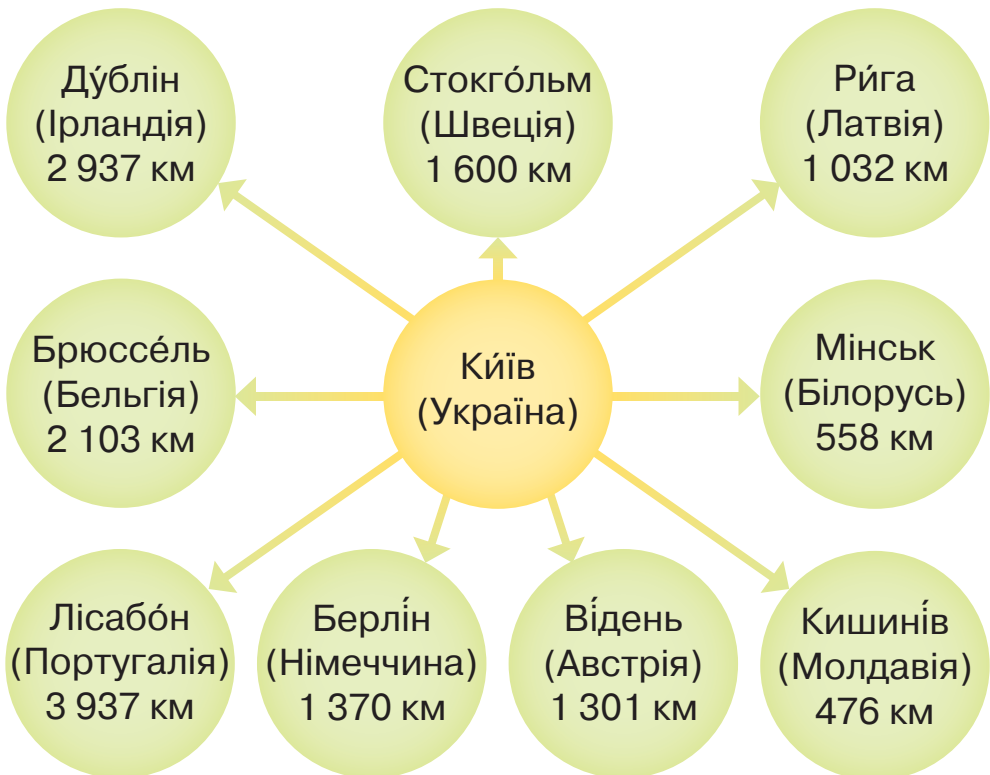 Ду́блін
(Ірландія)
2 937 км
Стокго́льм
(Швеція)
1 600 км
Ри́га
(Латвія)
1 032 км
Брюссе́ль
(Бельгія)
2 103 км
Ки́їв
(Україна)
Мінськ
(Білорусь)
558 км
Лісабо́н
(Португалія)
3 937 км
Берлі́н
(Німеччина)
1 370 км
Ві́день
(Австрія)
1 301 км
Кишині́в
(Молдавія)
476 км